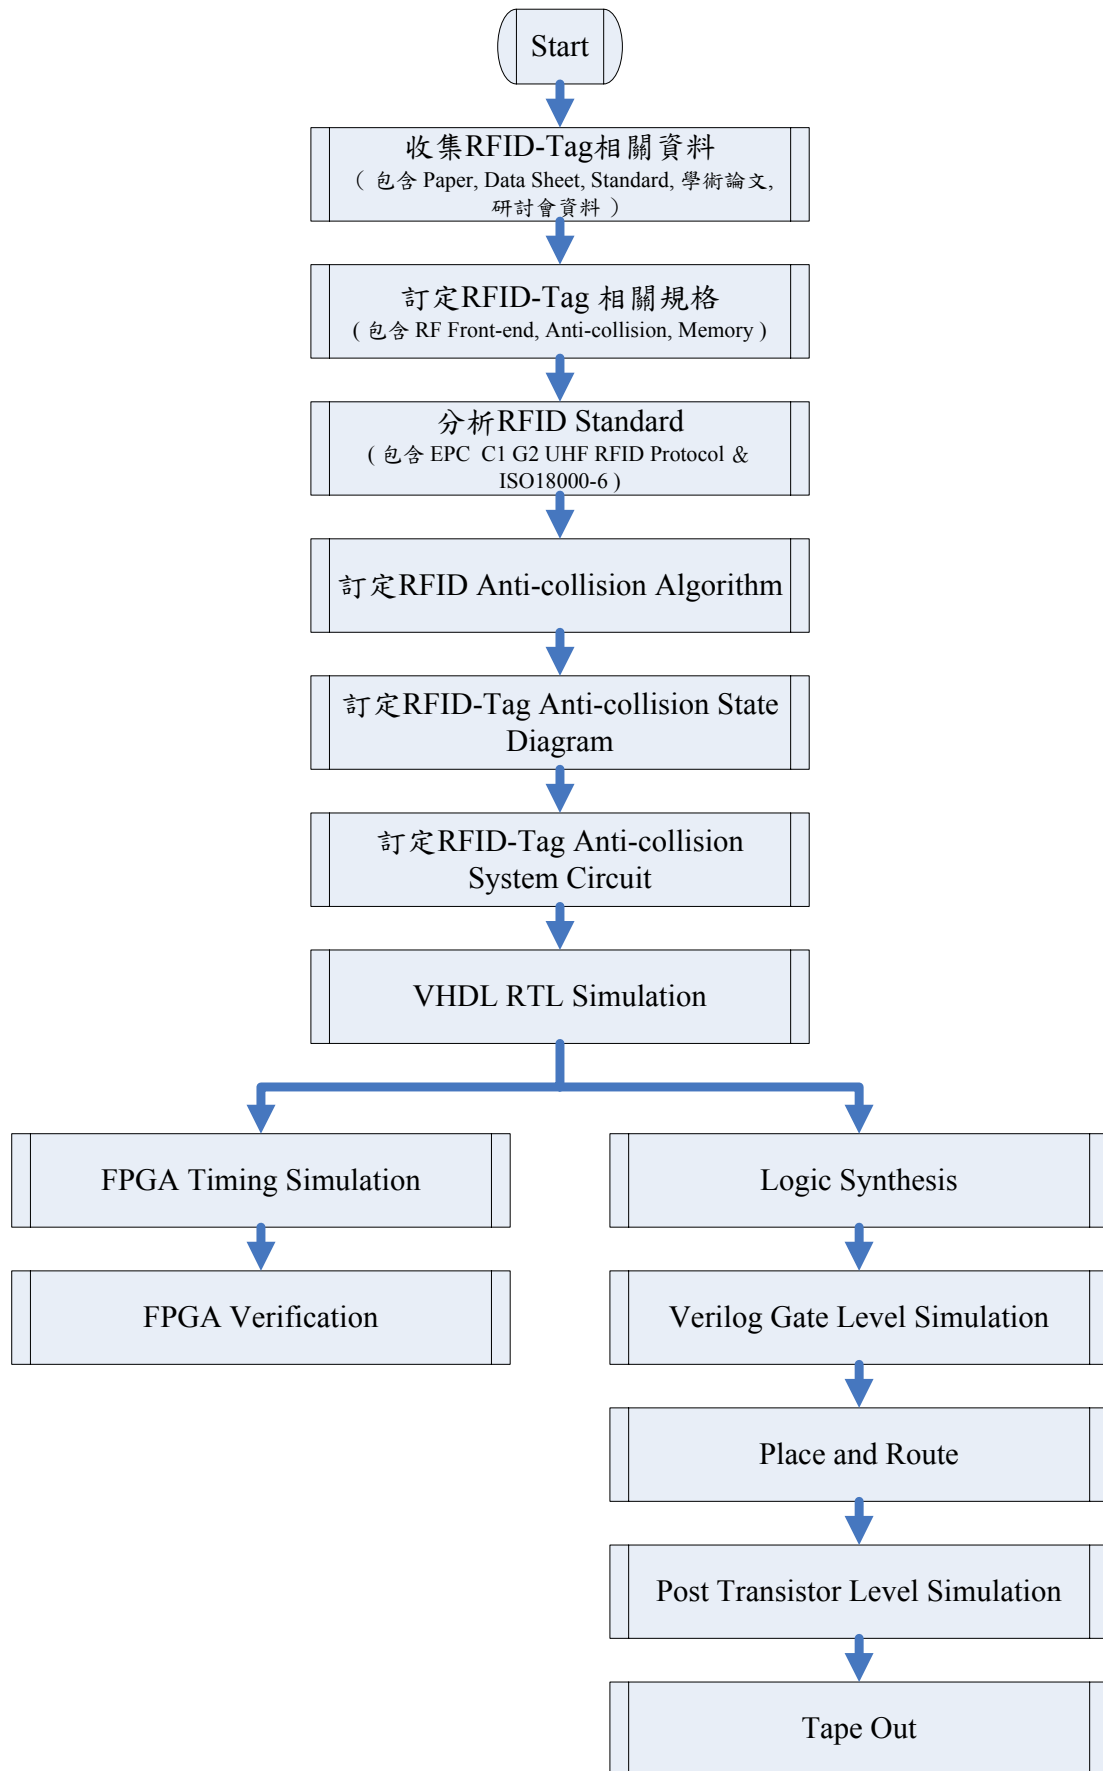 Start
收集RFID-Tag相關資料
（ 包含 Paper, Data Sheet, Standard, 學術論文,
研討會資料 ）
訂定RFID-Tag 相關規格
( 包含 RF Front-end, Anti-collision, Memory )
分析RFID Standard
( 包含 EPC C1 G2 UHF RFID Protocol &
ISO18000-6 )
訂定RFID Anti-collision Algorithm
訂定RFID-Tag Anti-collision State
Diagram
訂定RFID-Tag Anti-collision
System Circuit
VHDL RTL Simulation
FPGA Timing Simulation
Logic Synthesis
FPGA Verification
Verilog Gate Level Simulation
Place and Route
Post Transistor Level Simulation
Tape Out